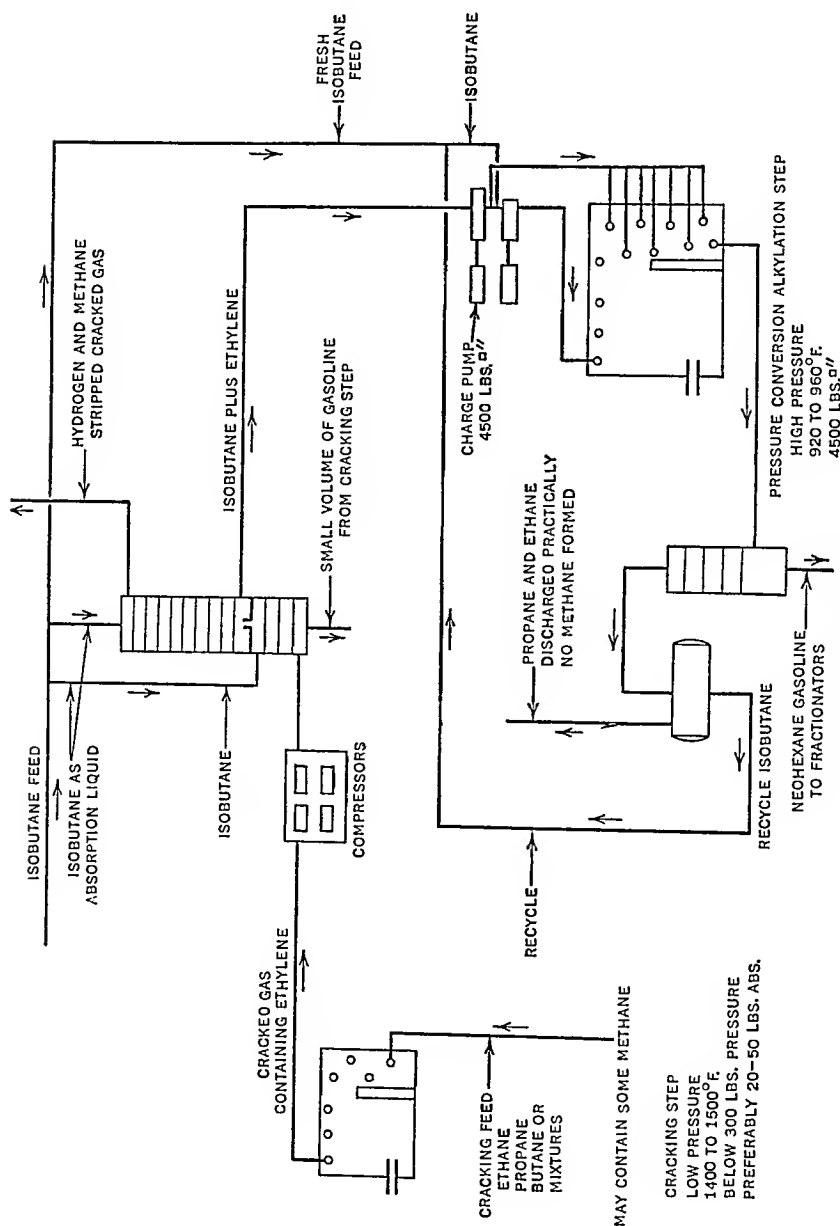 ISOBUTANE FEED
ISOBUTANE AS
ABSORPTION LIQUID
HYDROGEN AND METHANE
STRIPPED CRACKED GAS
FRESH
ISOBUTANE
FEED
ISOBUTANE
ISOBUTANE
ISOBUTANE PLUS ETHYLENE
SMALL VOLUME OF GASOLINE
FROM CRACKING STEP
COMPRESSORS
CRACKED GAS
CONTAINING ETHYLENE
CHARGE PUMP
4500 LBS.□"
PROPANE AND ETHANE
DISCHARGED PRACTICALLY
NO METHANE FORMED
RECYCLE
RECYCLE ISOBUTANE
CRACKING FEED
ETHANE
PROPANE
BUTANE OR
MIXTURES
MAY CONTAIN SOME METHANE
CRACKING STEP
LOW PRESSURE
1400 TO 1500°F.
BELOW 300 LBS. PRESSURE
PREFERABLY 20-50 LBS. ABS.
NEOHEXANE GASOLINE
TO FRACTIONATORS
PRESSURE CONVERSION ALKYLATION STEP
HIGH PRESSURE
920 TO 960°F.
4500 LBS.□"